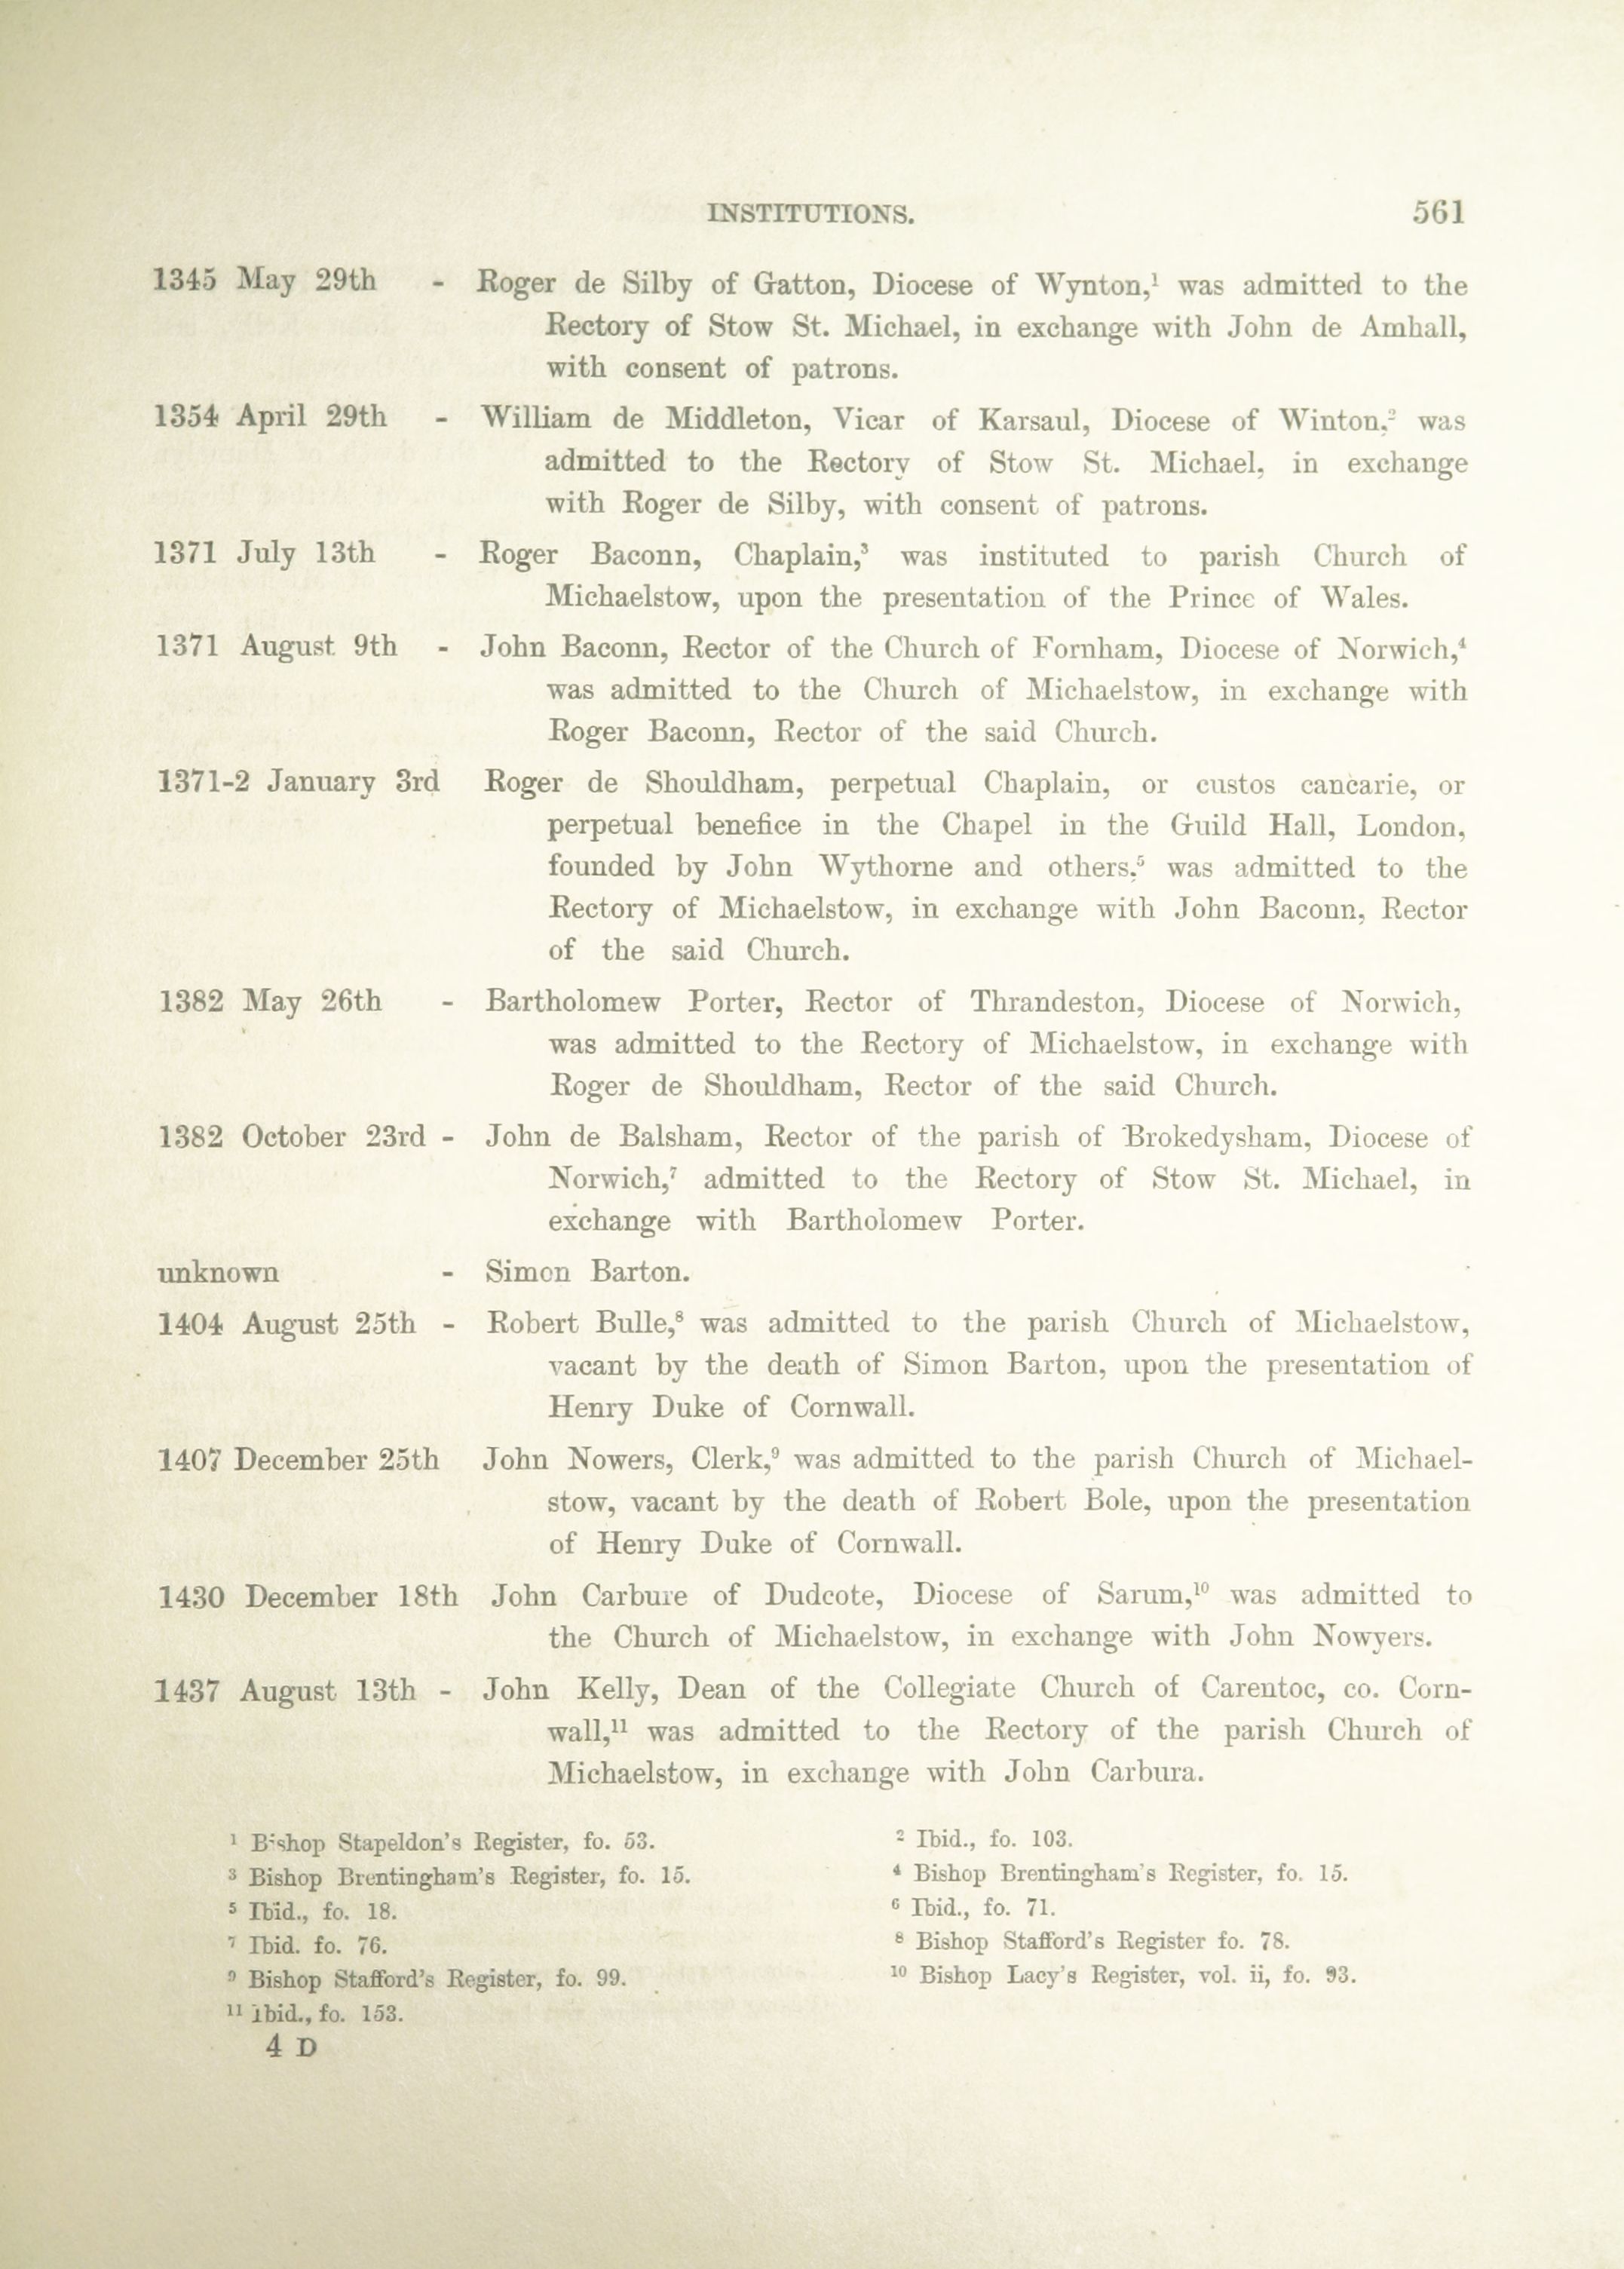 INSTITUTIONS. 561
1345 May 29th - Roger de Silby of Gatton, Diocese of Wynton,¹ was admitted to the
Rectory of Stow St. Michael, in exchange with John de Amhall,
with consent of patrons.
1354 April 29th - William de Middleton, Vicar of Karsaul, Diocese of Winton,² was
admitted to the Rectory of Stow St. Michael, in exchange
with Roger de Silby, with consent of patrons.
1371 July 13th - Roger Baconn, Chaplain,³ was instituted to parish Church of
Michaelstow, upon the presentation of the Prince of Wales.
1371 August 9th - John Baconn, Rector of the Church of Fornham, Diocese of Norwich,⁴
was admitted to the Church of Michaelstow, in exchange with
Roger Baconn, Rector of the said Church.
1371-2 January 3rd Roger de Shouldham, perpetual Chaplain, or custos cancarie, or
perpetual benefice in the Chapel in the Guild Hall, London,
founded by John Wythorne and others,⁵ was admitted to the
Rectory of Michaelstow, in exchange with John Baconn, Rector
of the said Church.
1382 May 26th - Bartholomew Porter, Rector of Thrandeston, Diocese of Norwich,
was admitted to the Rectory of Michaelstow, in exchange with
Roger de Shouldham, Rector of the said Church.
1382 October 23rd - John de Balsham, Rector of the parish of Brokedysham, Diocese of
Norwich,⁷ admitted to the Rectory of Stow St. Michael, in
exchange with Bartholomew Porter.
unknown - Simon Barton.
1404 August 25th - Robert Bulle,⁸ was admitted to the parish Church of Michaelstow,
vacant by the death of Simon Barton, upon the presentation of
Henry Duke of Cornwall.
1407 December 25th John Nowers, Clerk,⁹ was admitted to the parish Church of Michael-
stow, vacant by the death of Robert Bole, upon the presentation
of Henry Duke of Cornwall.
1430 December 18th John Carbure of Dudcote, Diocese of Sarum,¹⁰ was admitted to
the Church of Michaelstow, in exchange with John Nowyers.
1437 August 13th - John Kelly, Dean of the Collegiate Church of Carentoc, co. Corn-
wall,¹¹ was admitted to the Rectory of the parish Church of
Michaelstow, in exchange with John Carbura.
¹ Bishop Stapeldon's Register, fo. 53. ² Ibid., fo. 103.
³ Bishop Brentingham's Register, fo. 15. ⁴ Bishop Brentingham's Register, fo. 15.
⁵ Ibid., fo. 18. ⁶ Ibid., fo. 71.
⁷ Ibid. fo. 76. ⁸ Bishop Stafford's Register fo. 78.
⁹ Bishop Stafford's Register, fo. 99. ¹⁰ Bishop Lacy's Register, vol. ii, fo. 93.
¹¹ Ibid., fo. 153.
4 D